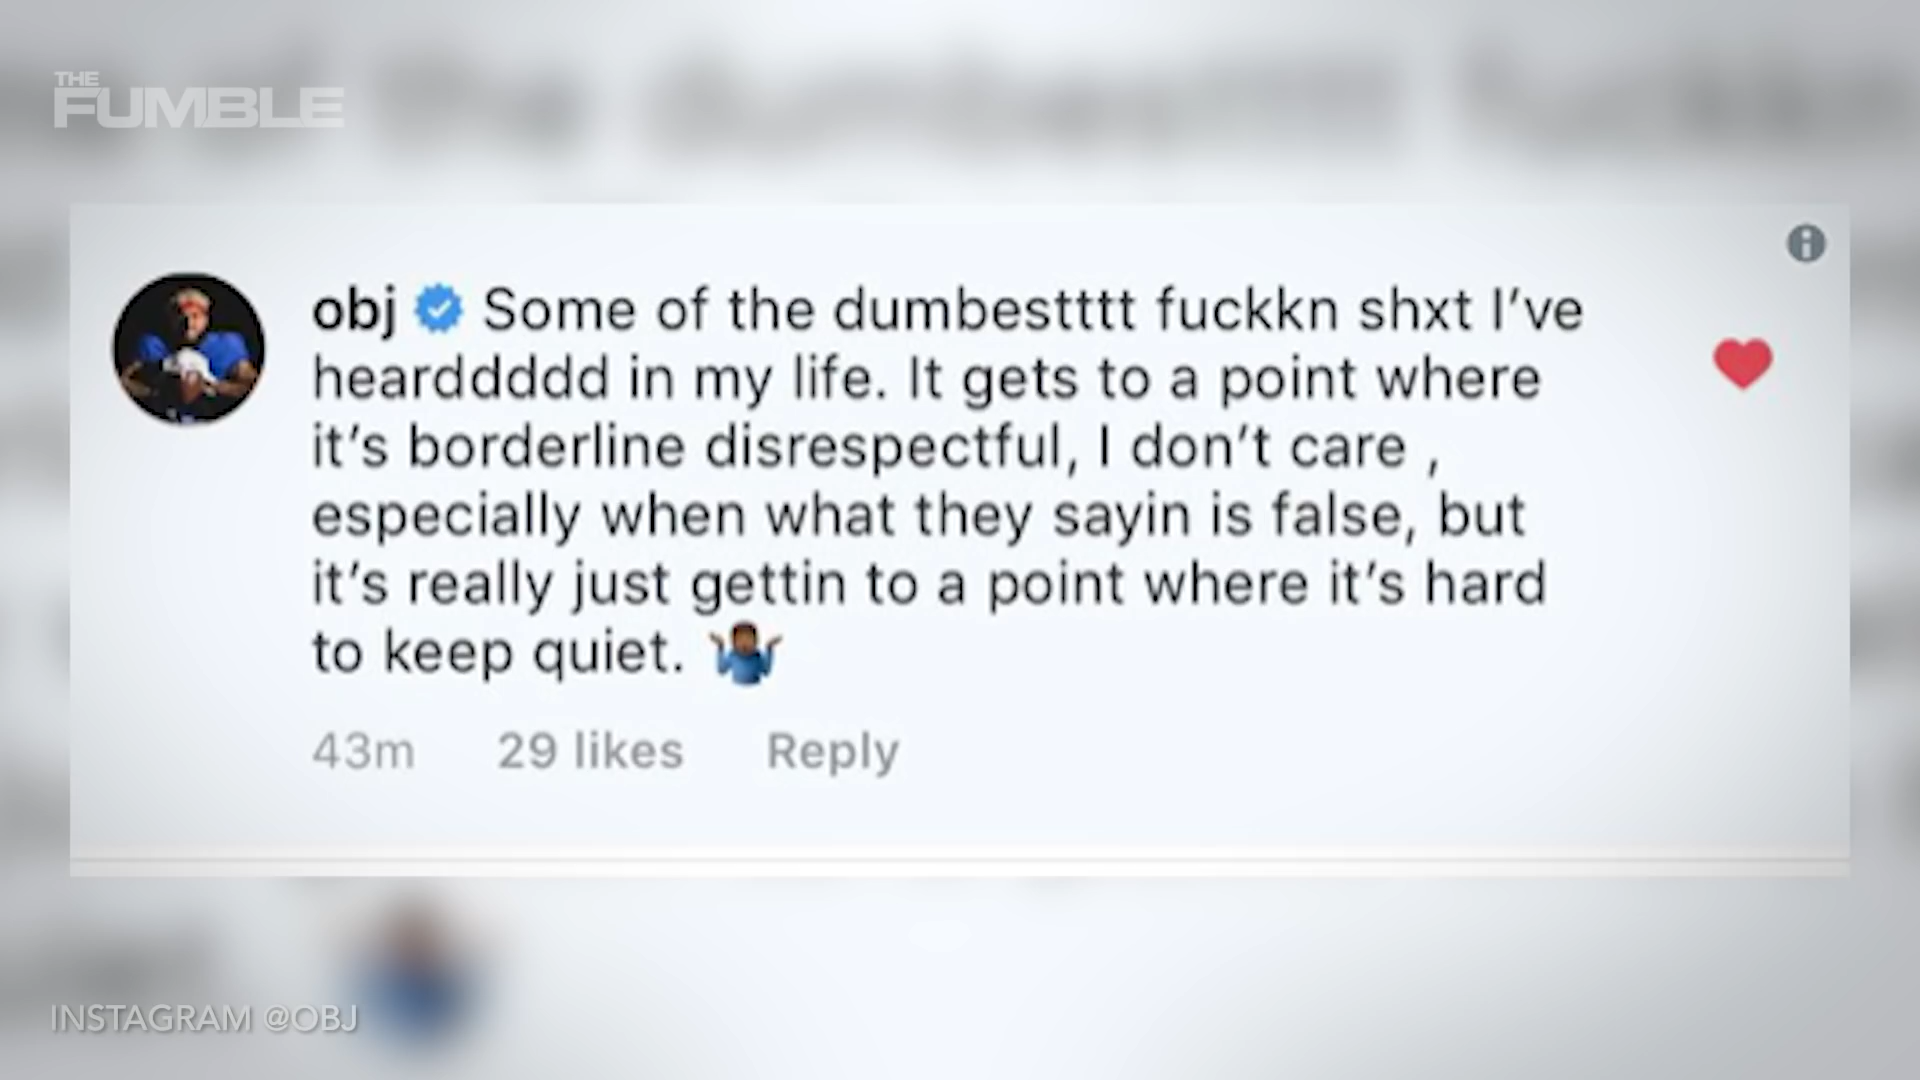 THE
FUMBLE
obj Some of the dumbestttt fuckkn shxt I've
hearddddd in my life. It gets to a point where
it's borderline disrespectful, I don't care ,
especially when what they sayin is false, but
it's really just gettin to a point where it's hard
to keep quiet. 🤷🏾‍♂️
43m 29 likes Reply
INSTAGRAM @OBJ